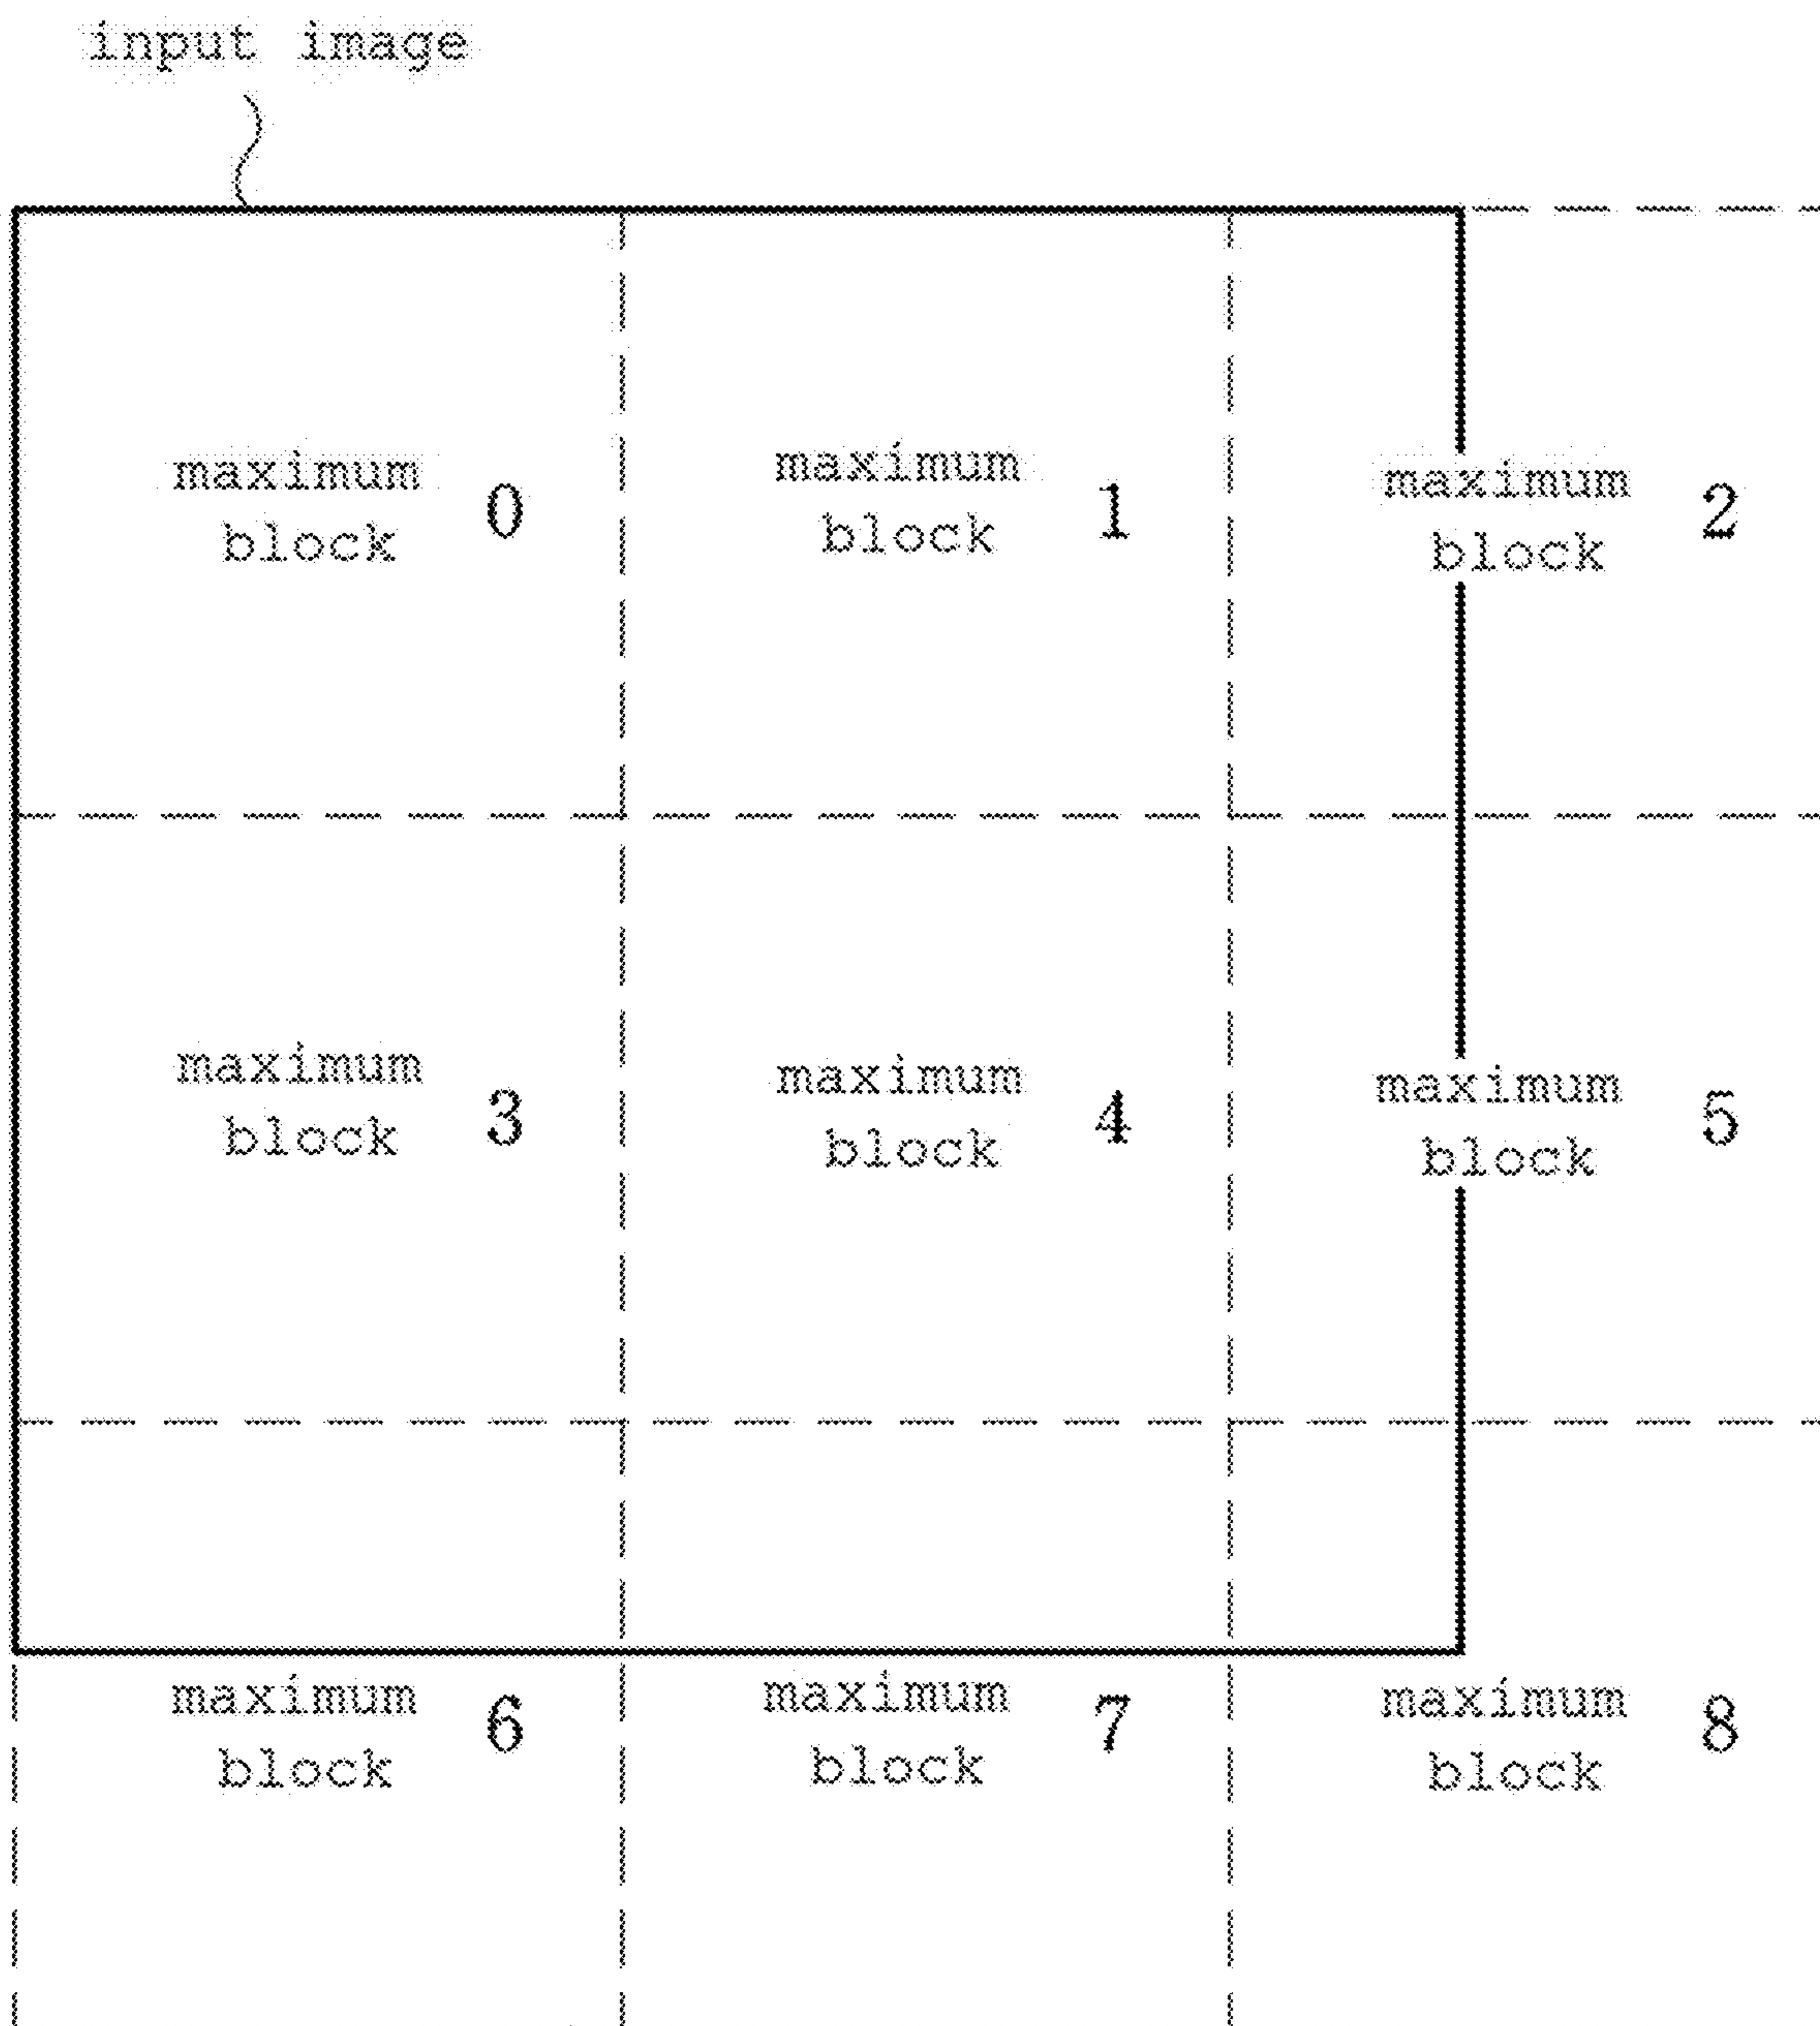 input image
maximum
block 0
maximum
block 1
maximum
block 2
maximum
block 3
maximum
block 4
maximum
block 5
maximum
block 6
maximum
block 7
maximum
block 8